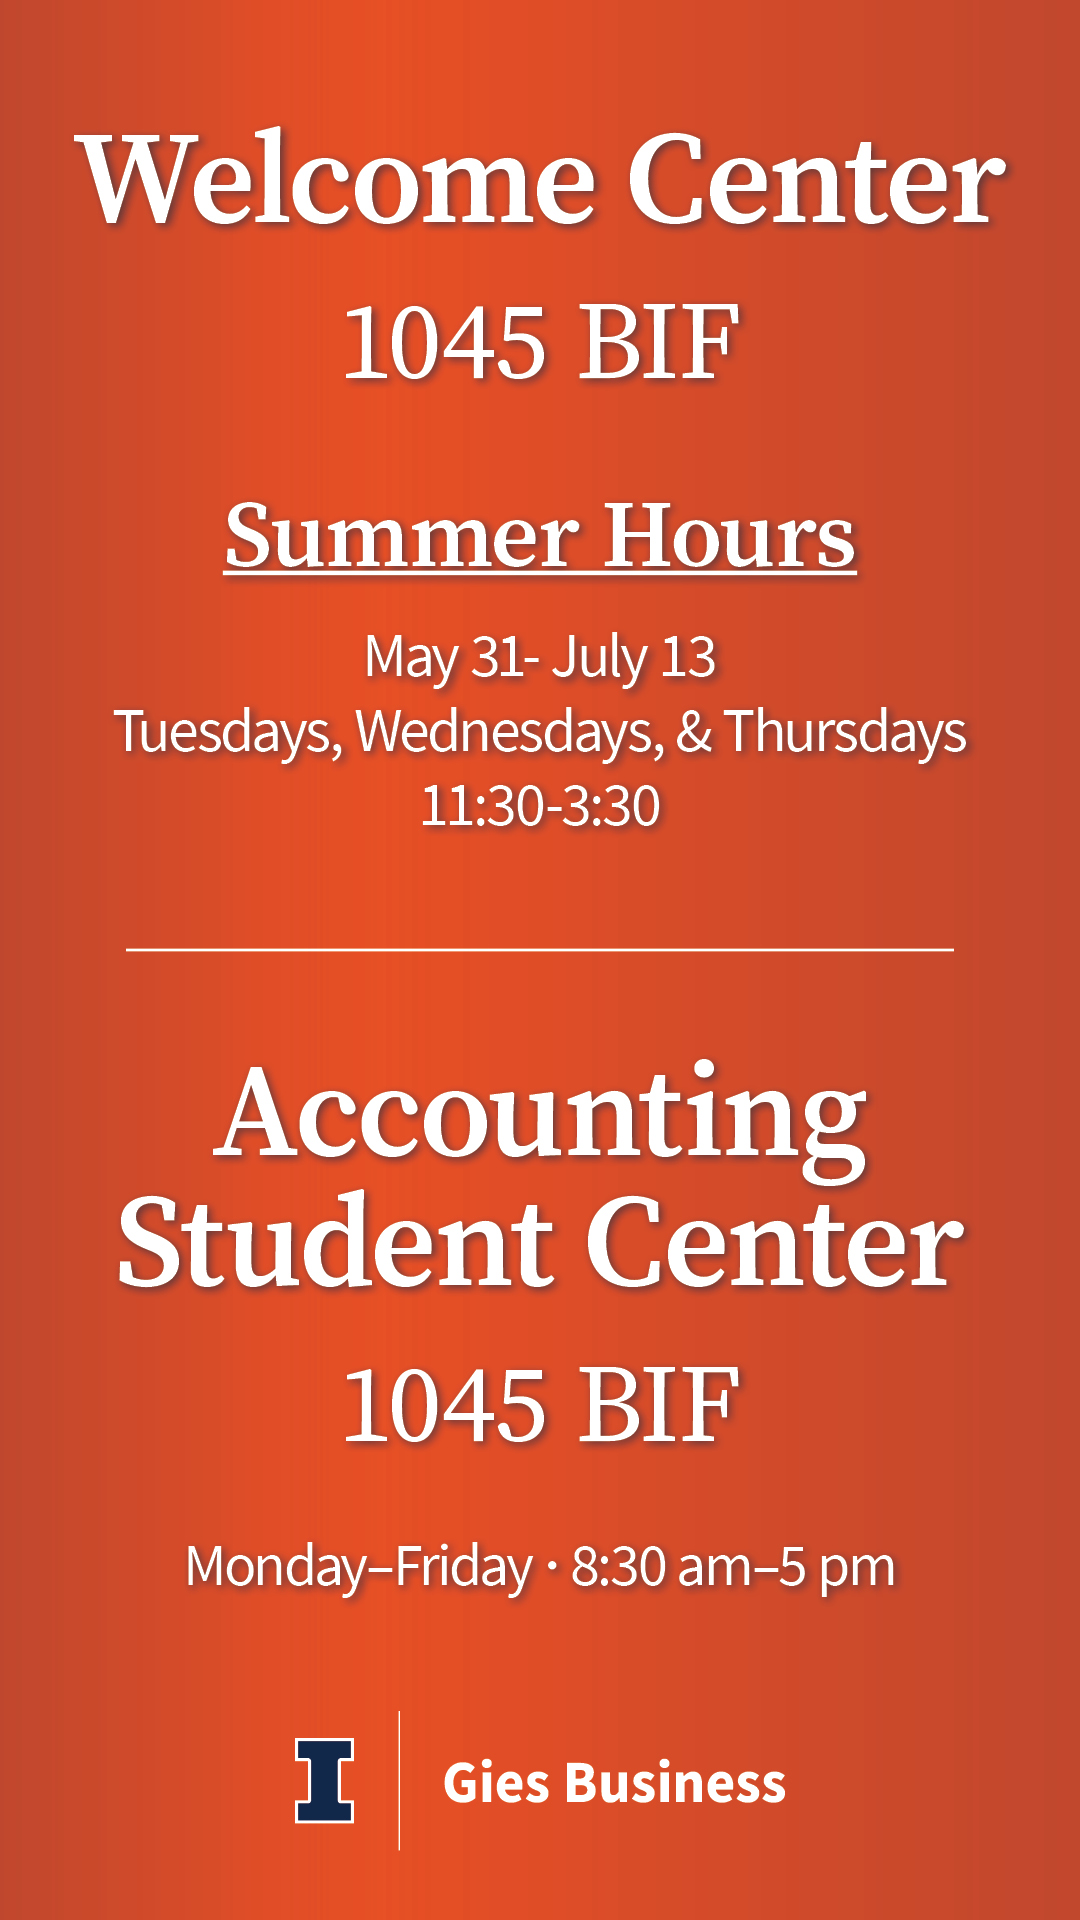 Welcome Center
1045 BIF
Summer Hours
May 31- July 13
Tuesdays, Wednesdays, & Thursdays
11:30-3:30
Accounting
Student Center
1045 BIF
Monday–Friday · 8:30 am–5 pm
I
Gies Business